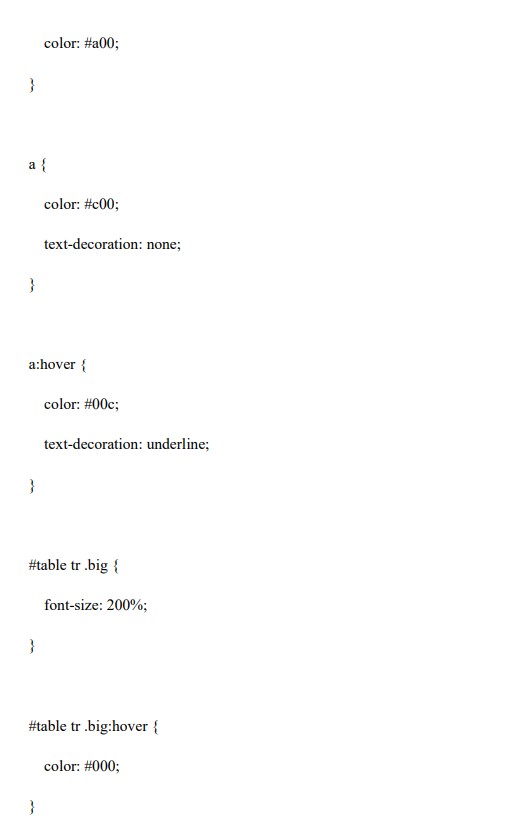 color: #a00;
}
a {
color: #c00;
text-decoration: none;
}
a:hover {
color: #00c;
text-decoration: underline;
}
#table tr .big {
font-size: 200%;
}
#table tr .big:hover {
color: #000;
}